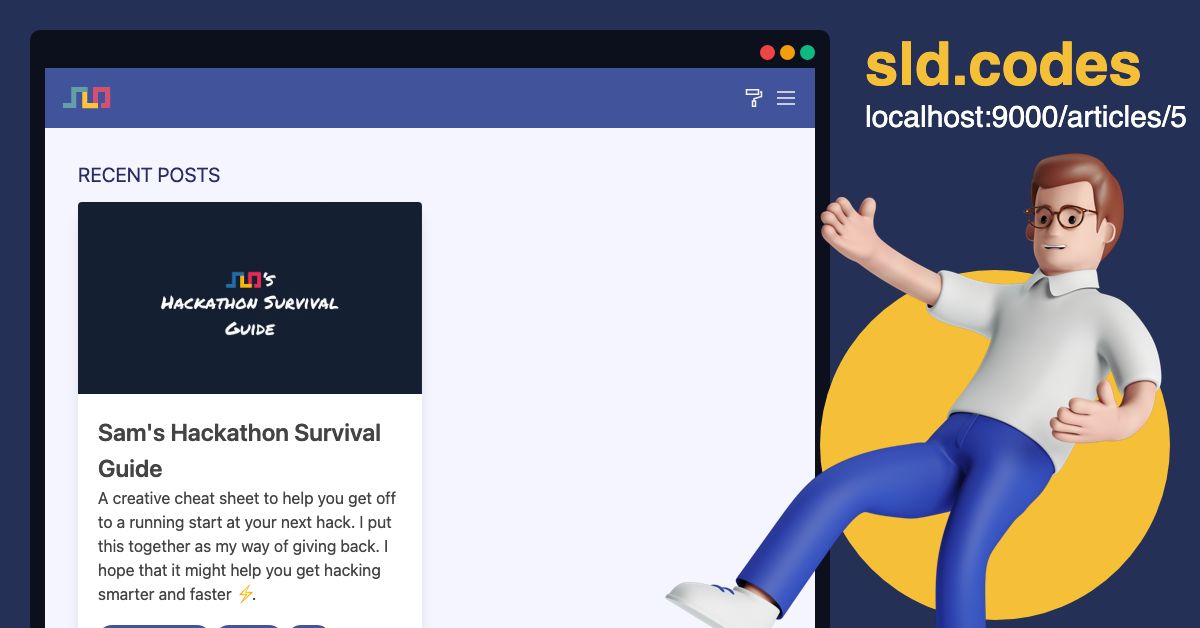 sld.codes
localhost:9000/articles/5
SLD
RECENT POSTS
SLD's
Hackathon Survival
Guide
Sam's Hackathon Survival
Guide
A creative cheat sheet to help you get off
to a running start at your next hack. I put
this together as my way of giving back. I
hope that it might help you get hacking
smarter and faster ⚡.